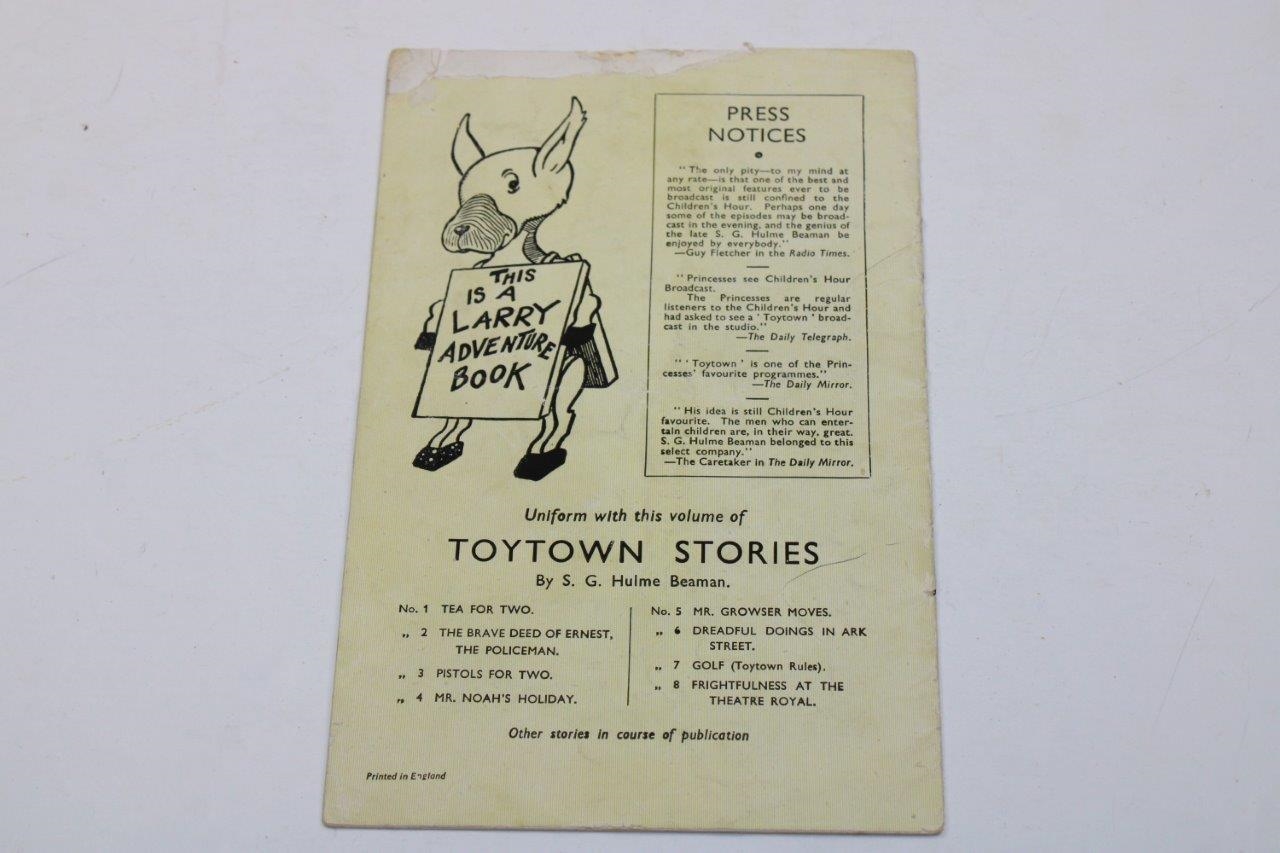 THIS
IS A
LARRY
ADVENTURE
BOOK
PRESS
NOTICES
"The only pity—to my mind at
any rate—is that one of the best and
most original features ever to be
broadcast is still confined to the
Children's Hour. Perhaps one day
some of the episodes may be broad-
cast in the evening, and the genius of
the late S. G. Hulme Beaman be
enjoyed by everybody."
—Guy Fletcher in the Radio Times.
"Princesses see Children's Hour
Broadcast.
The Princesses are regular
listeners to the Children's Hour and
had asked to see a 'Toytown' broad-
cast in the studio."
—The Daily Telegraph.
"'Toytown' is one of the Prin-
cesses' favourite programmes."
—The Daily Mirror.
"His idea is still Children's Hour
favourite. The men who can enter-
tain children are, in their way, great.
S. G. Hulme Beaman belonged to this
select company."
—The Caretaker in The Daily Mirror.
Uniform with this volume of
TOYTOWN STORIES
By S. G. Hulme Beaman.
No. 1 TEA FOR TWO.
„ 2 THE BRAVE DEED OF ERNEST,
THE POLICEMAN.
„ 3 PISTOLS FOR TWO.
„ 4 MR. NOAH'S HOLIDAY.
No. 5 MR. GROWSER MOVES.
„ 6 DREADFUL DOINGS IN ARK
STREET.
„ 7 GOLF (Toytown Rules).
„ 8 FRIGHTFULNESS AT THE
THEATRE ROYAL.
Other stories in course of publication
Printed in England